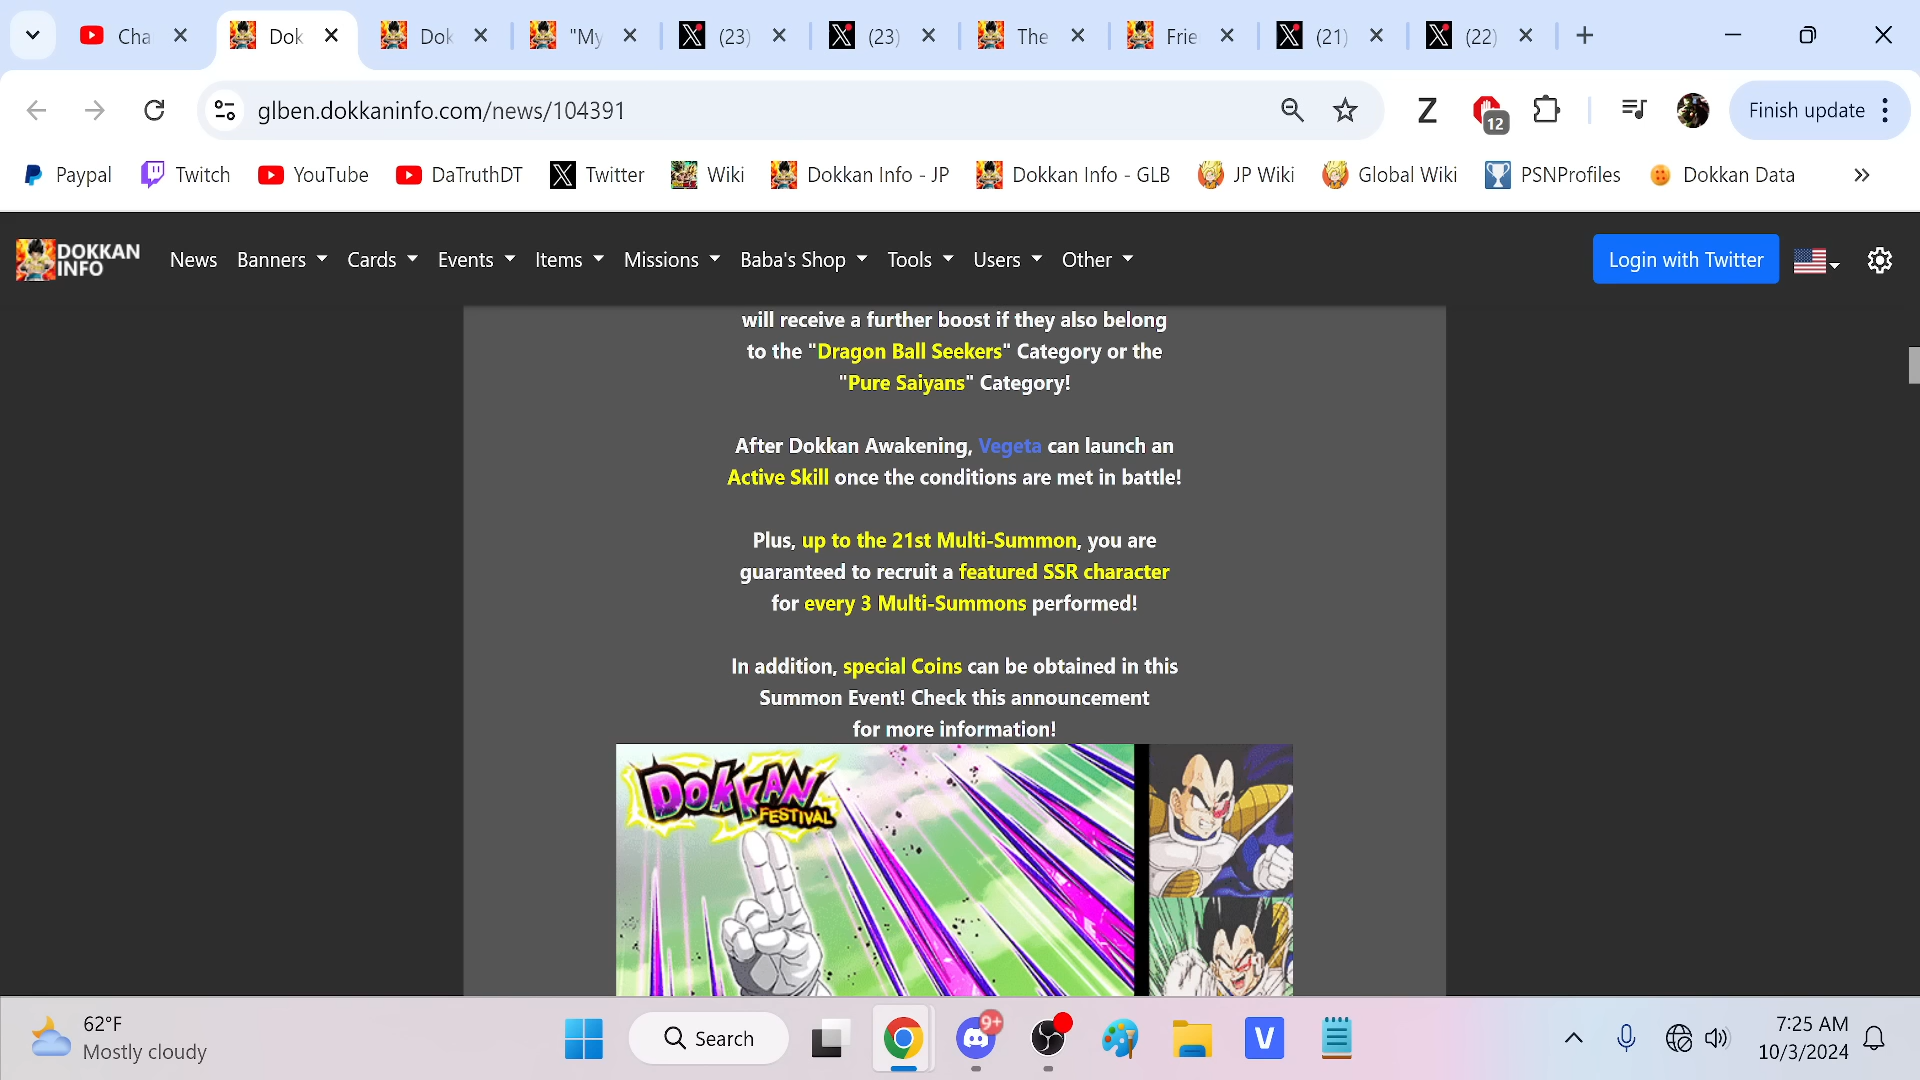 Cha
Dok
Dok
"My
(23)
(23)
The
Frie
(21)
(22)
glben.dokkaninfo.com/news/104391
Z
12
Finish update
Paypal
Twitch
YouTube
DaTruthDT
Twitter
Wiki
Dokkan Info - JP
Dokkan Info - GLB
JP Wiki
Global Wiki
PSNProfiles
Dokkan Data
DOKKAN
INFO
News
Banners
Cards
Events
Items
Missions
Baba's Shop
Tools
Users
Other
Login with Twitter
will receive a further boost if they also belong
to the "Dragon Ball Seekers" Category or the
"Pure Saiyans" Category!
After Dokkan Awakening, Vegeta can launch an
Active Skill once the conditions are met in battle!
Plus, up to the 21st Multi-Summon, you are
guaranteed to recruit a featured SSR character
for every 3 Multi-Summons performed!
In addition, special Coins can be obtained in this
Summon Event! Check this announcement
for more information!
DOKKAN
FESTIVAL
62°F
Mostly cloudy
Search
9+
V
7:25 AM
10/3/2024